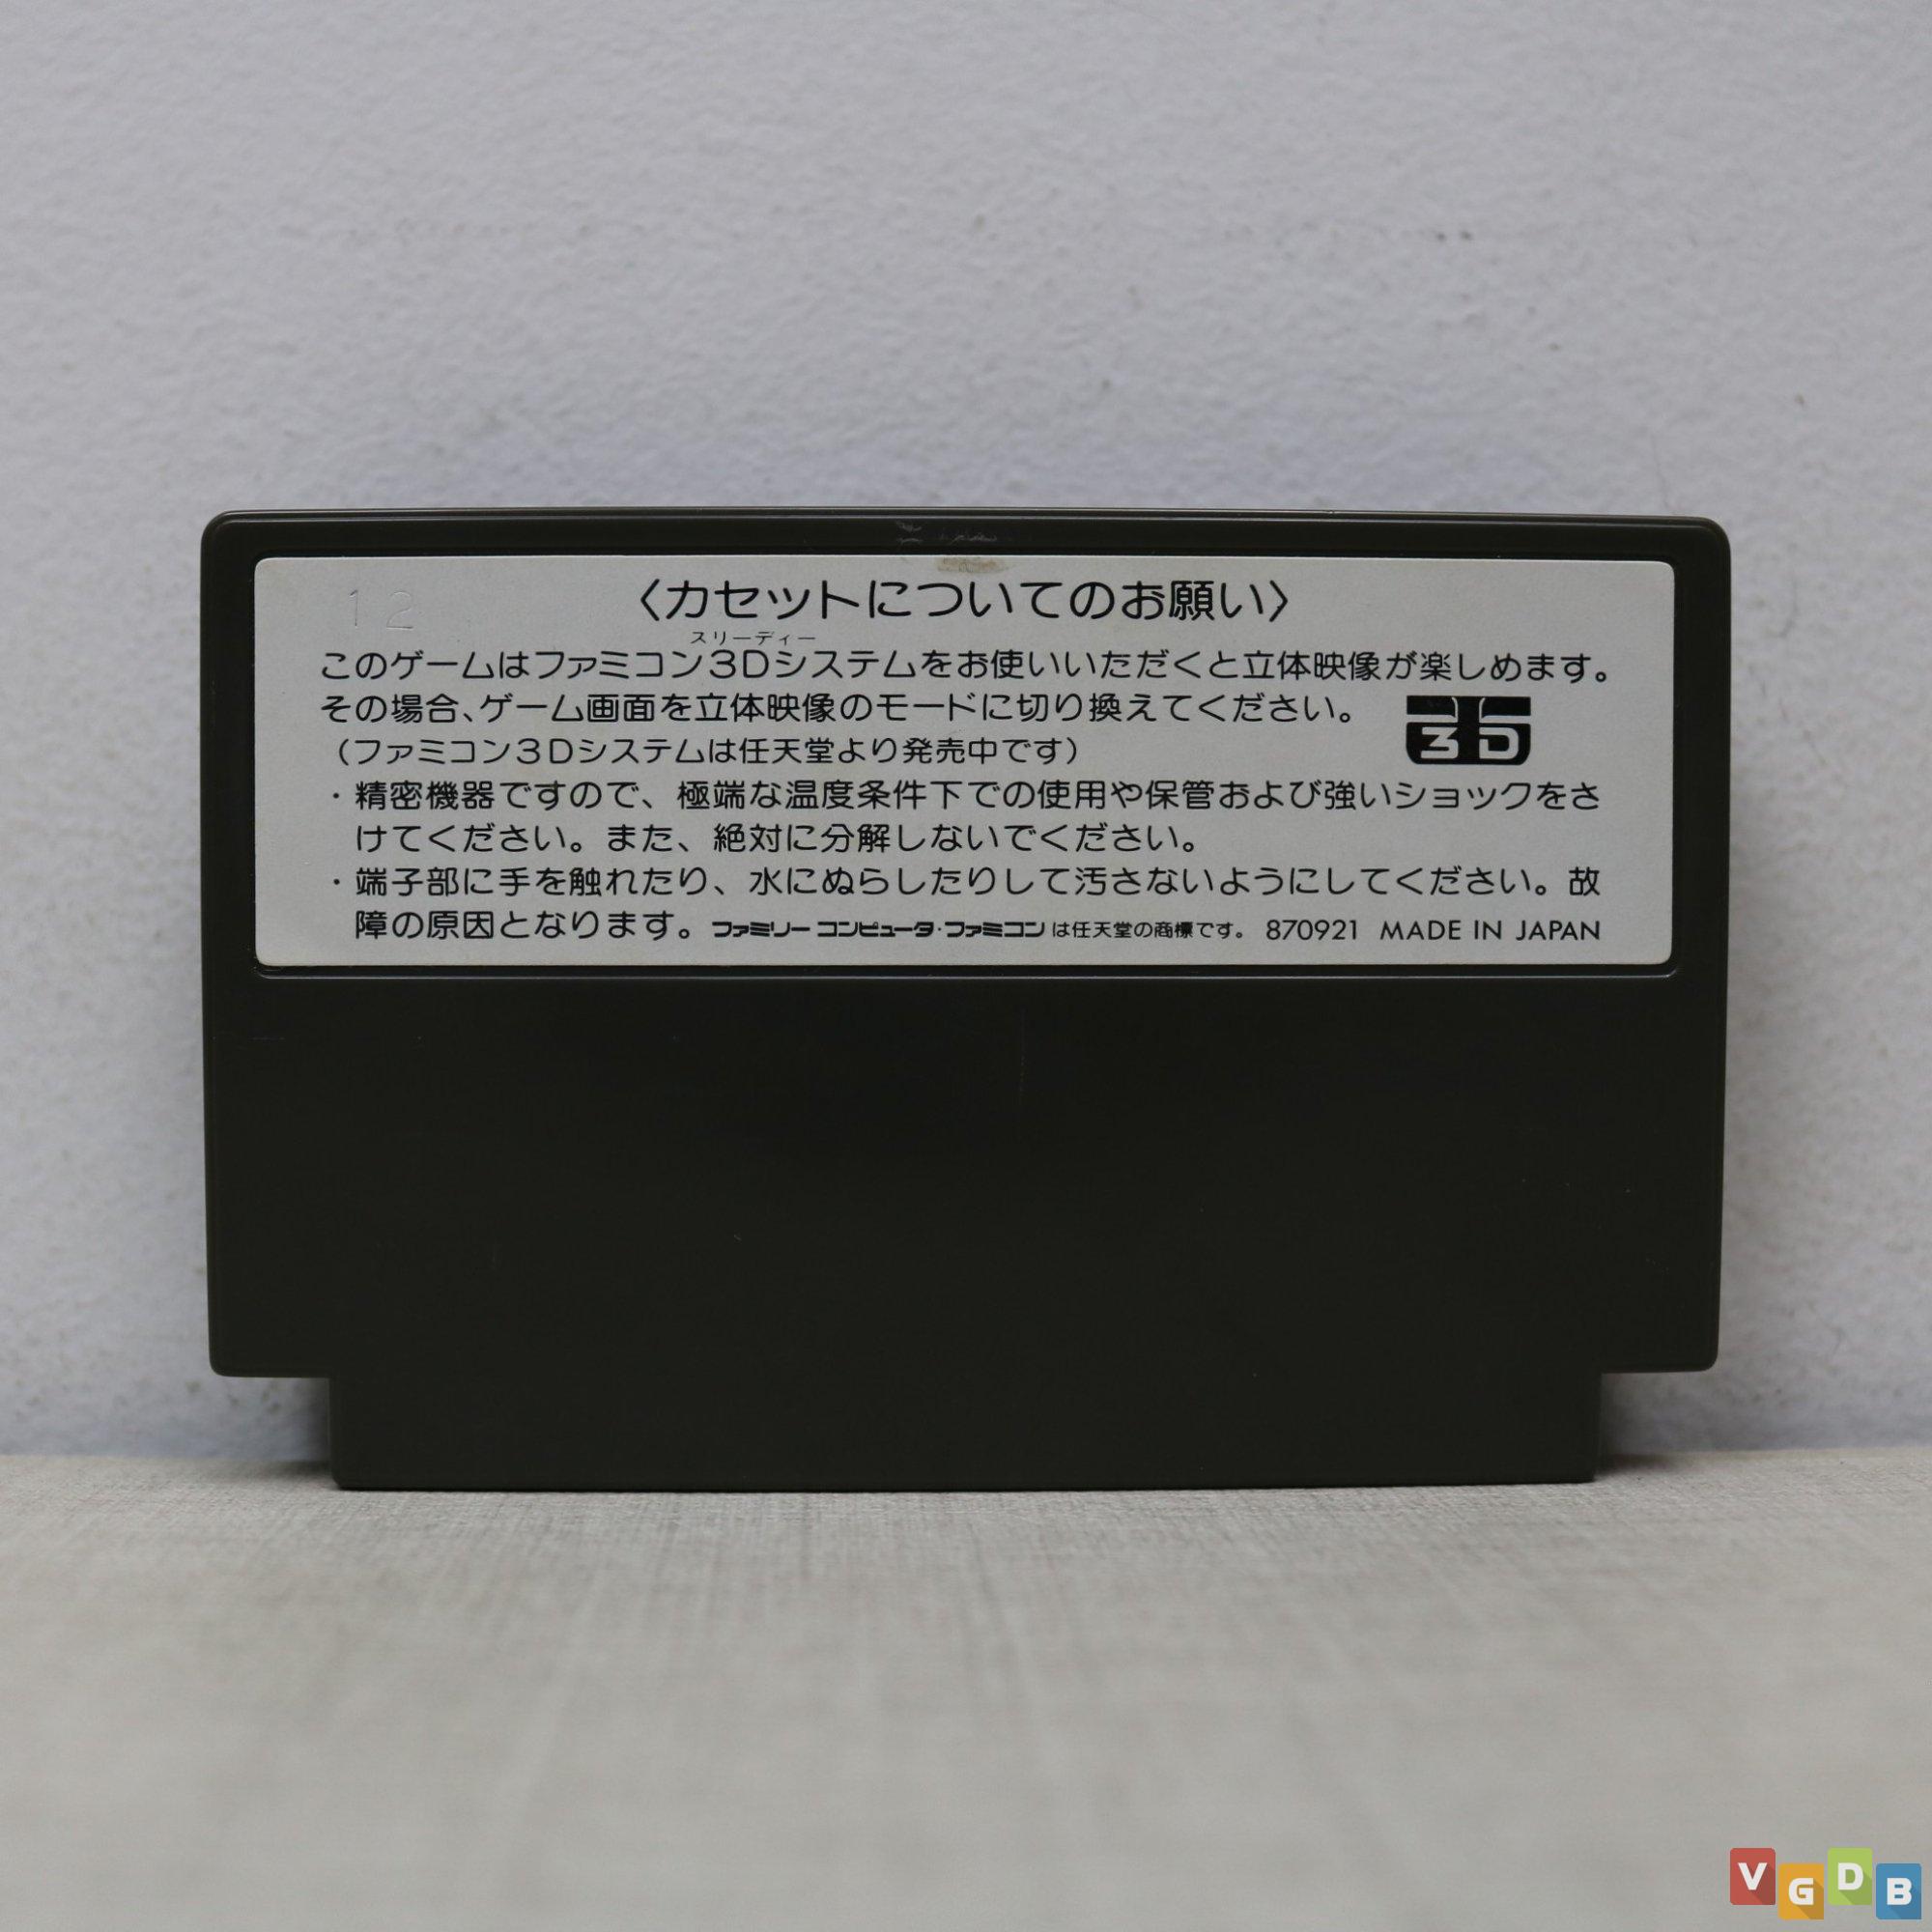 12
〈カセットについてのお願い〉
スリーディー
このゲームはファミコン3Dシステムをお使いいただくと立体映像が楽しめます。
その場合、ゲーム画面を立体映像のモードに切り換えてください。
3D
（ファミコン3Dシステムは任天堂より発売中です）
・精密機器ですので、極端な温度条件下での使用や保管および強いショックをさ
けてください。また、絶対に分解しないでください。
・端子部に手を触れたり、水にぬらしたりして汚さないようにしてください。故
障の原因となります。ファミリーコンピュータ・ファミコンは任天堂の商標です。 870921 MADE IN JAPAN
VGDB